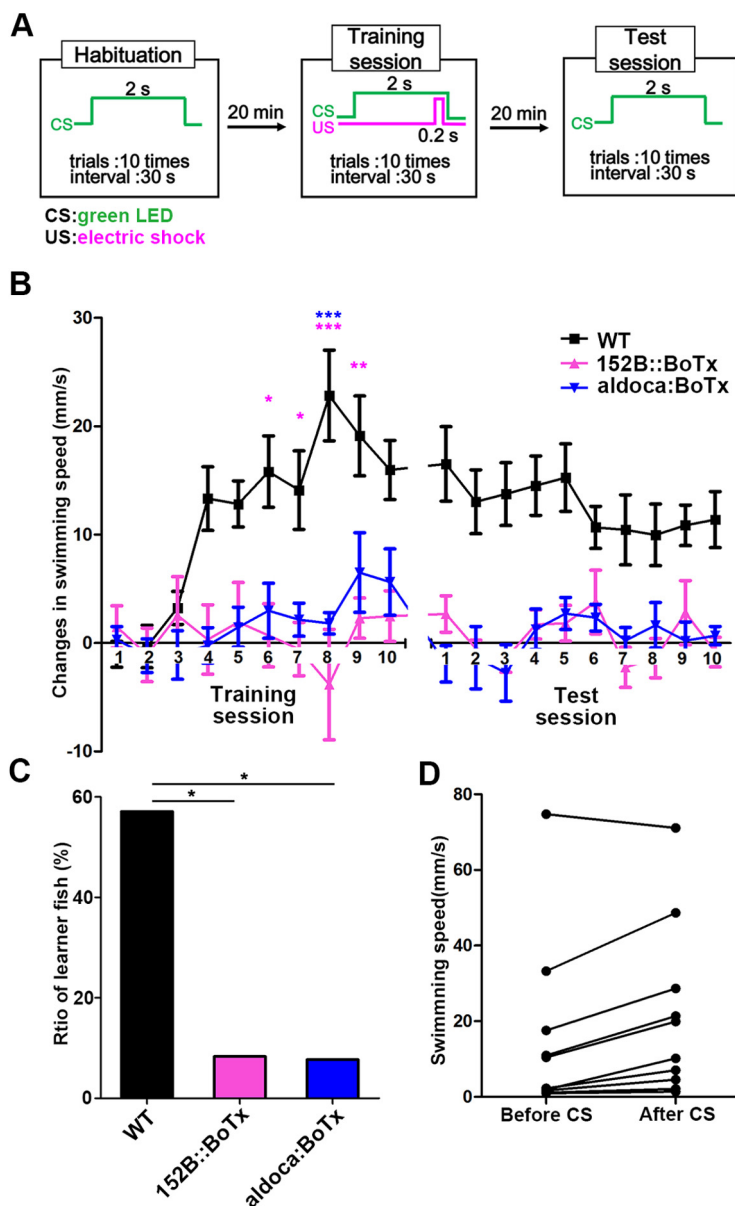 A
Habituation
2 s
CS
trials :10 times
interval :30 s
20 min
Training
session
2 s
CS
US
0.2 s
trials :10 times
interval :30 s
20 min
Test
session
2 s
CS
trials :10 times
interval :30 s
CS:green LED
US:electric shock
B
Changes in swimming speed (mm/s)
30
20
10
0
-10
***
***
*
*
**
WT
152B::BoTx
aldoca:BoTx
1 2 3 4 5 6 7 8 9 10
1 2 3 4 5 6 7 8 9 10
Training
session
Test
session
C
Rtio of learner fish (%)
60
40
20
0
*
*
WT
152B::BoTx
aldoca:BoTx
D
Swimmning speed(mm/s)
80
60
40
20
0
Before CS
After CS